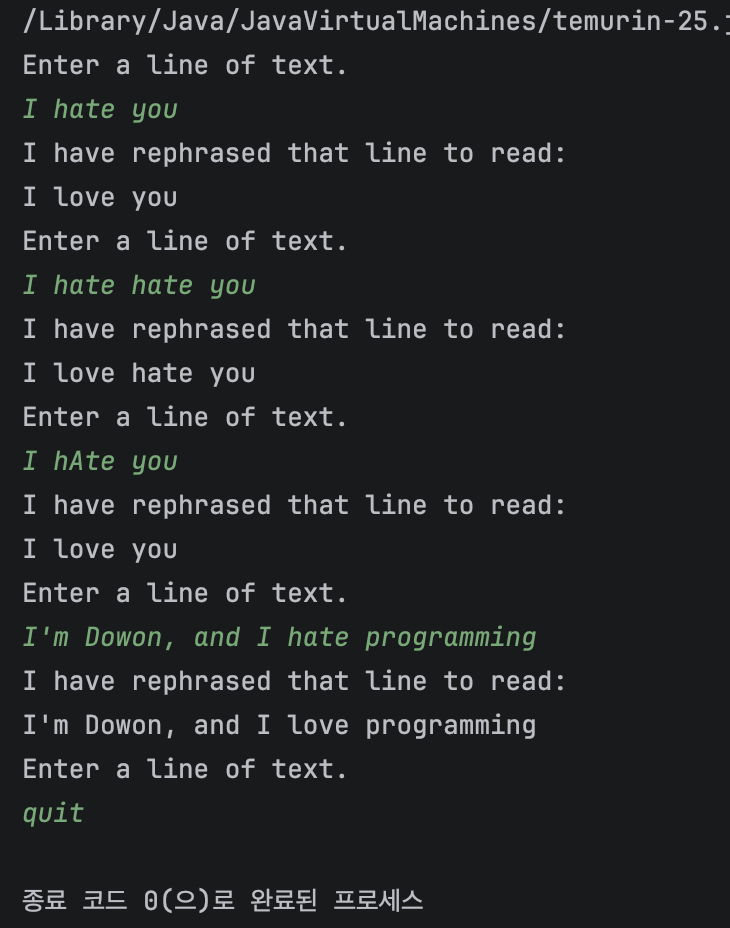 /Library/Java/JavaVirtualMachines/temurin-25.
Enter a line of text.
I hate you
I have rephrased that line to read:
I love you
Enter a line of text.
I hate hate you
I have rephrased that line to read:
I love hate you
Enter a line of text.
I hAte you
I have rephrased that line to read:
I love you
Enter a line of text.
I'm Dowon, and I hate programming
I have rephrased that line to read:
I'm Dowon, and I love programming
Enter a line of text.
quit
종료 코드 0(으)로 완료된 프로세스